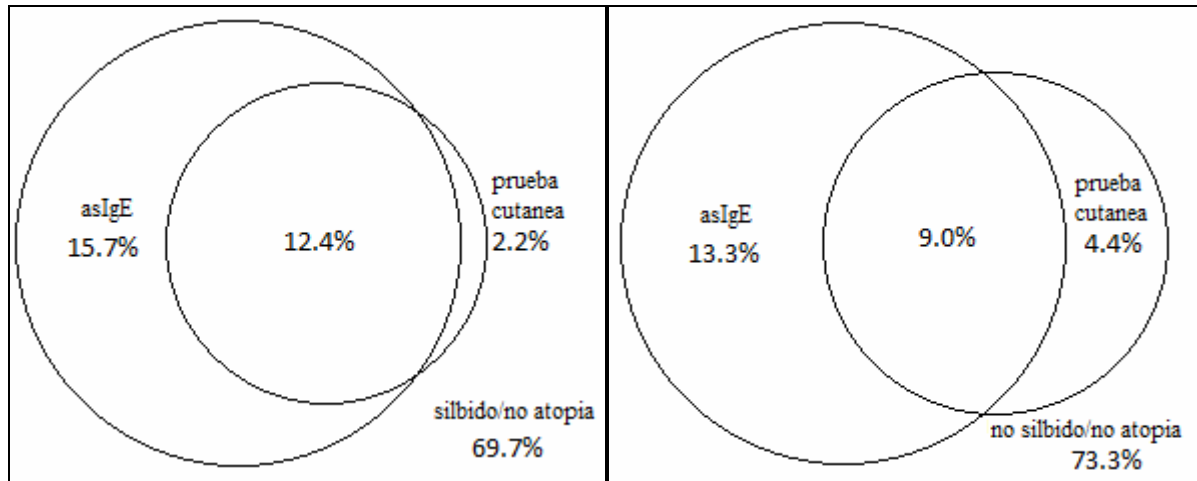 asIgE
15.7%
12.4%
prueba
cutanea
2.2%
silbido/no atopia
69.7%
asIgE
13.3%
9.0%
prueba
cutanea
4.4%
no silbido/no atopia
73.3%